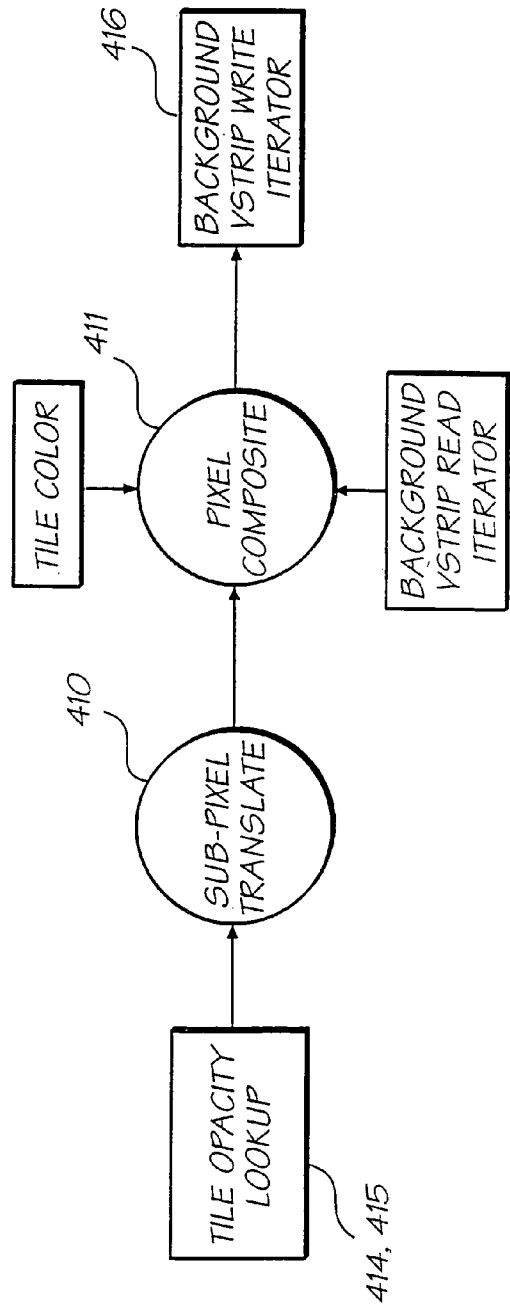 TILE OPACITY
LOOKUP
414, 415
SUB-PIXEL
TRANSLATE
410
TILE COLOR
PIXEL
COMPOSITE
411
BACKGROUND
VSTRIP READ
ITERATOR
BACKGROUND
VSTRIP WRITE
ITERATOR
416